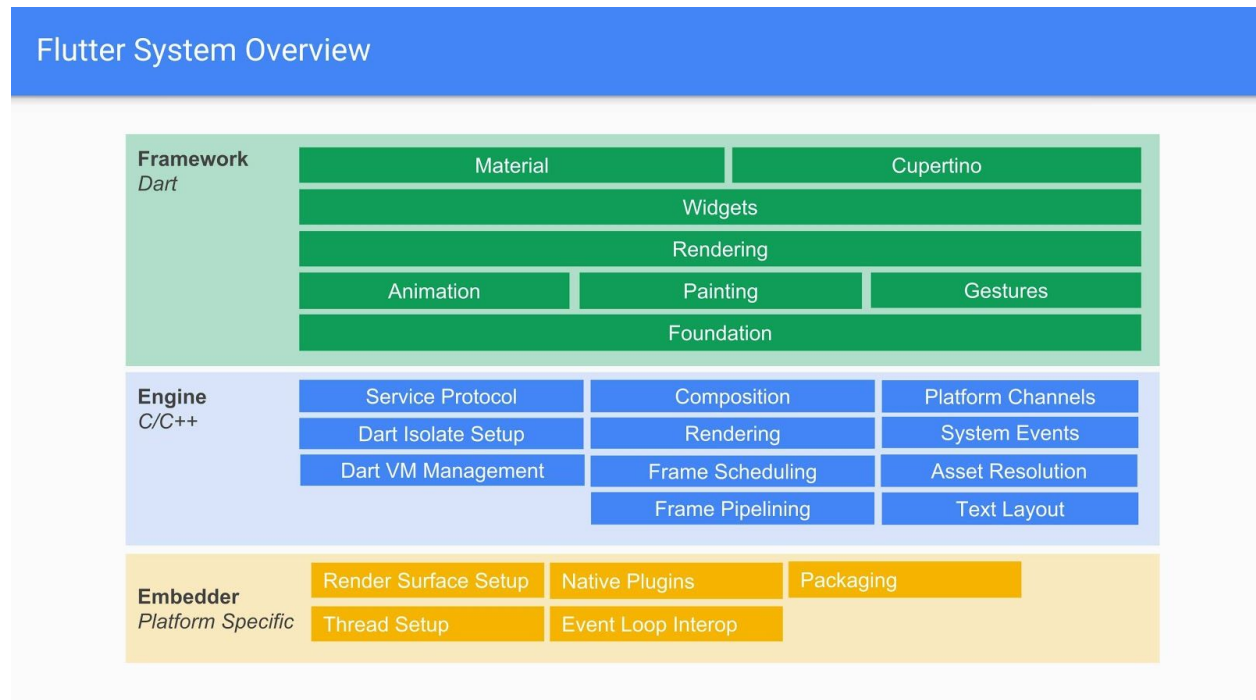 Flutter System Overview
Framework
Dart
Material
Cupertino
Widgets
Rendering
Animation
Painting
Gestures
Foundation
Engine
C/C++
Service Protocol
Composition
Platform Channels
Dart Isolate Setup
Rendering
System Events
Dart VM Management
Frame Scheduling
Asset Resolution
Frame Pipelining
Text Layout
Embedder
Platform Specific
Render Surface Setup
Native Plugins
Packaging
Thread Setup
Event Loop Interop